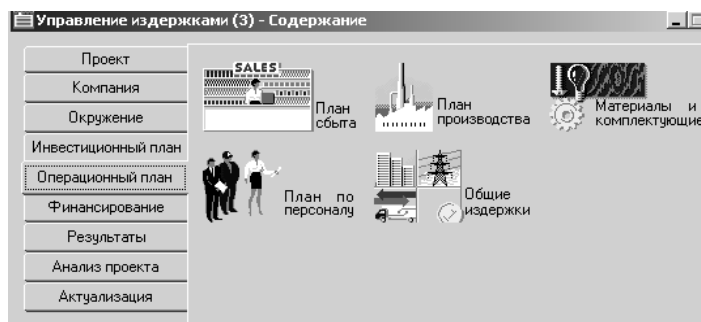 Управление издержками (3) - Содержание
Проект
Компания
Окружение
Инвестиционный план
Операционный план
Финансирование
Результаты
Анализ проекта
Актуализация
SALES
План
сбыта
План
производства
Материалы и
комплектующие
План по
персоналу
Общие
издержки